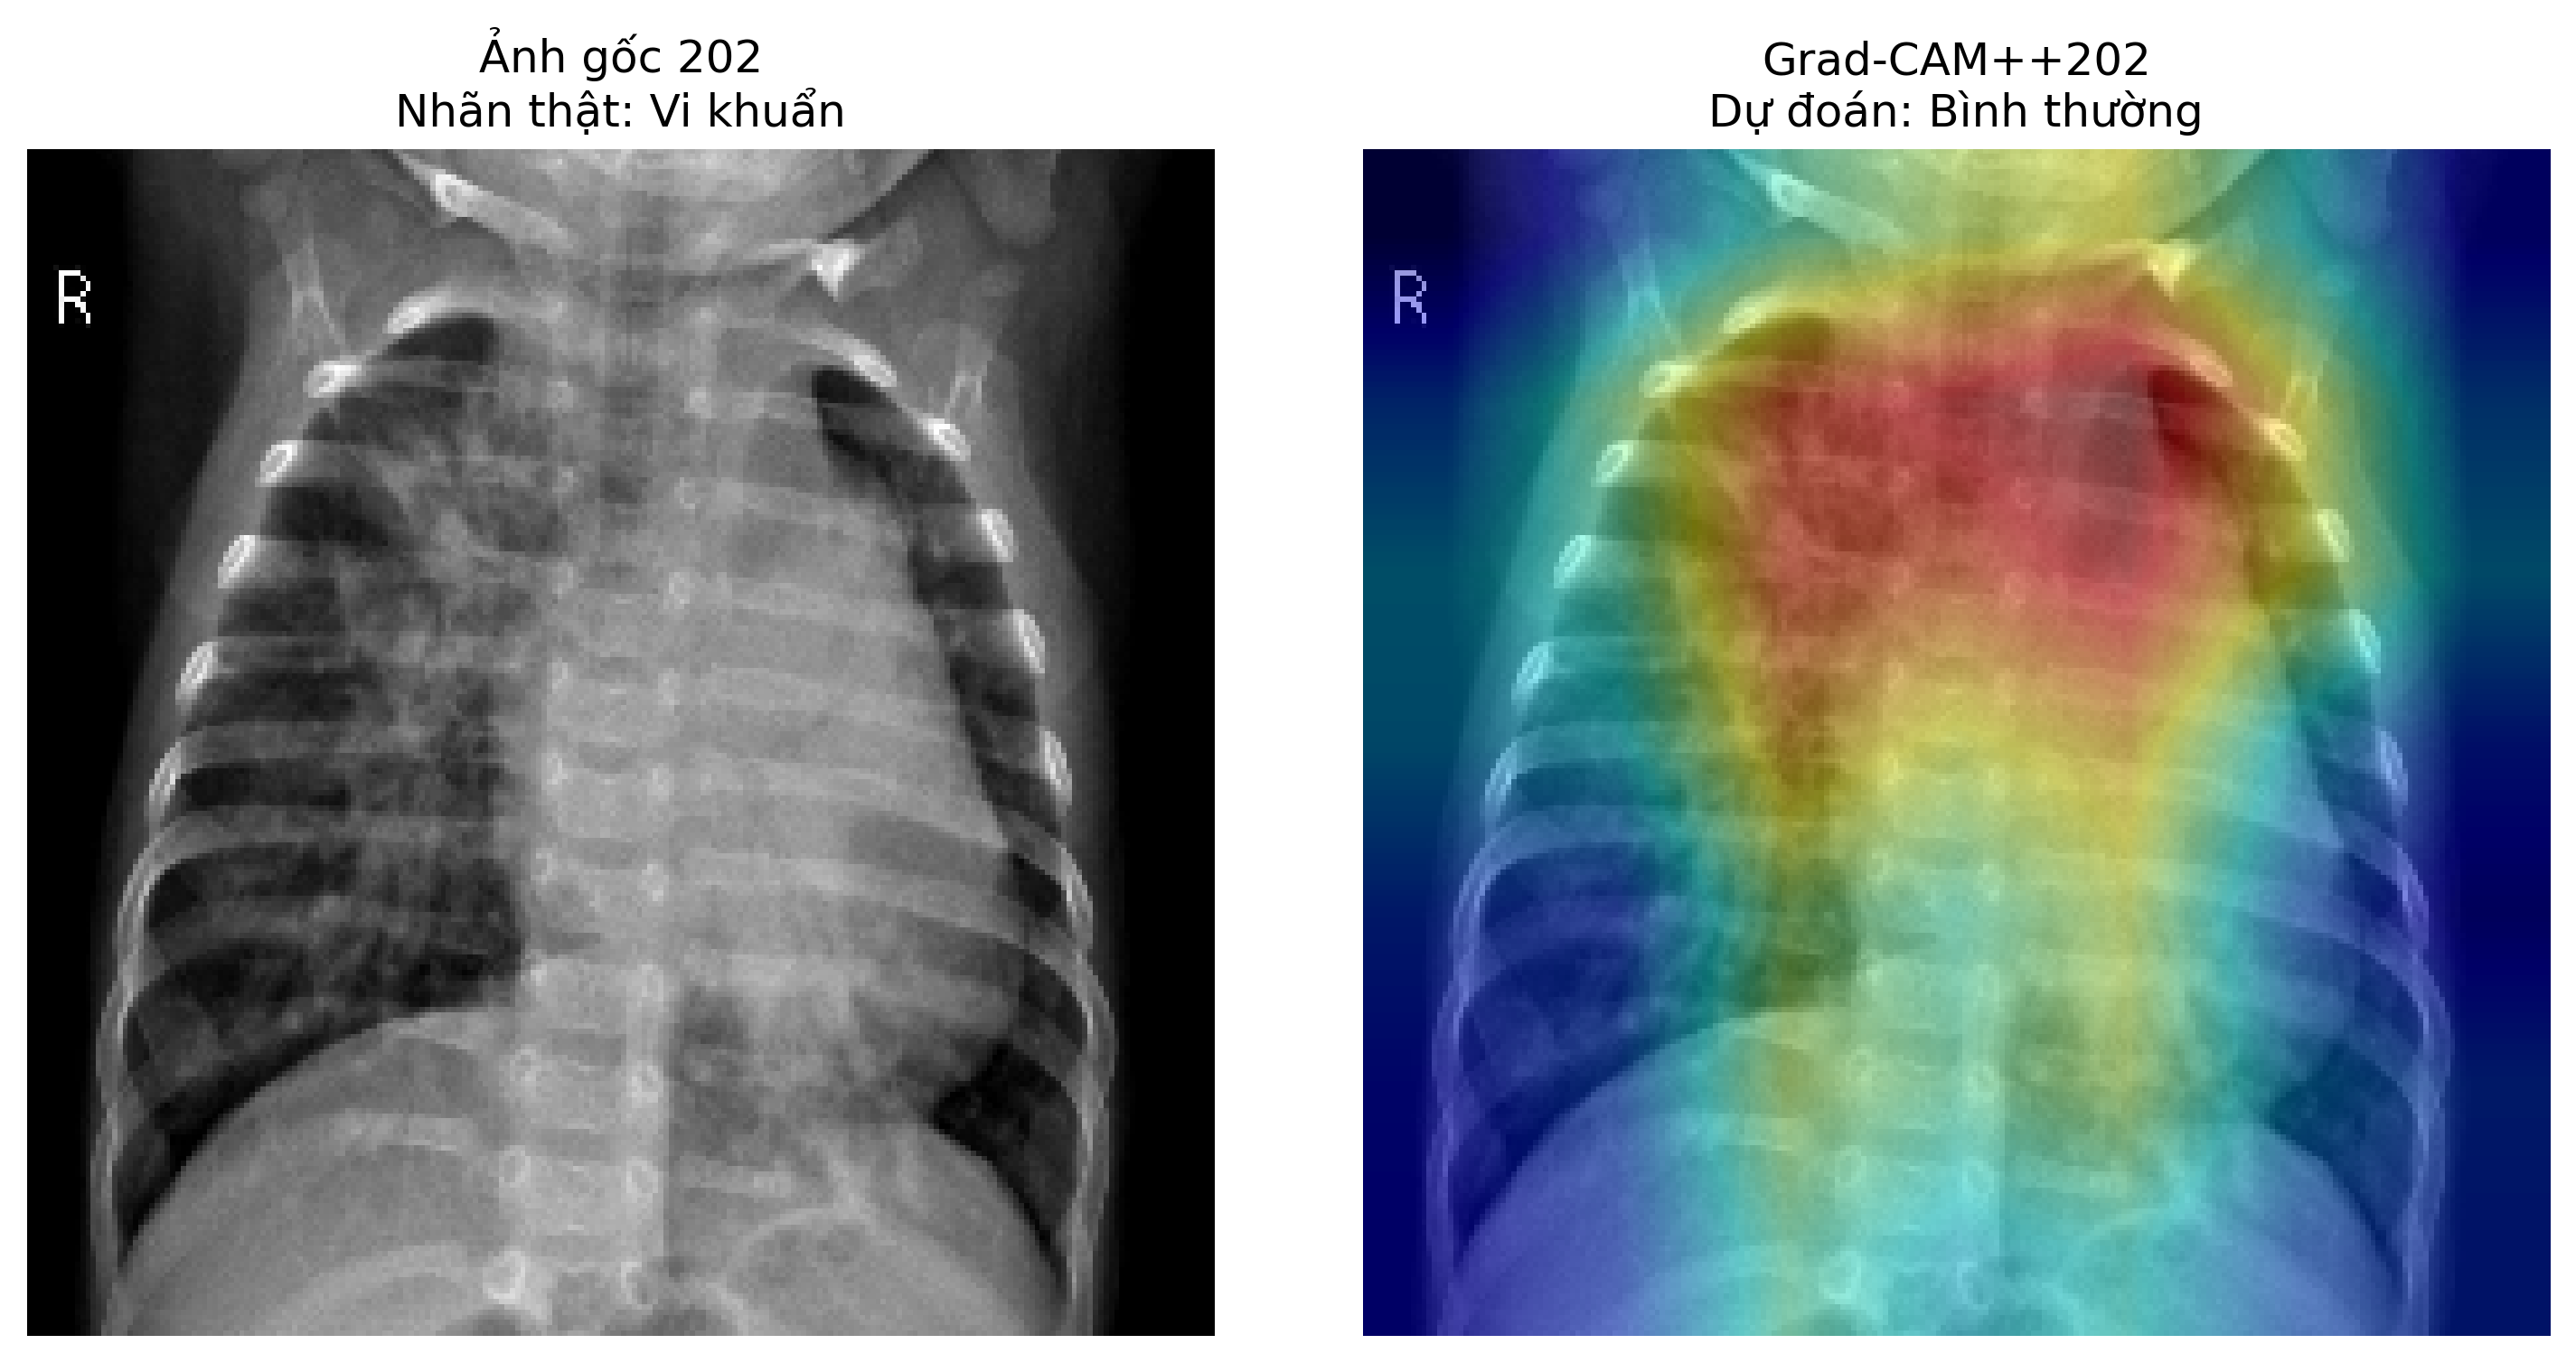 Ảnh gốc 202
Nhãn thật: Vi khuẩn
Grad-CAM++202
Dự đoán: Bình thường
R
R